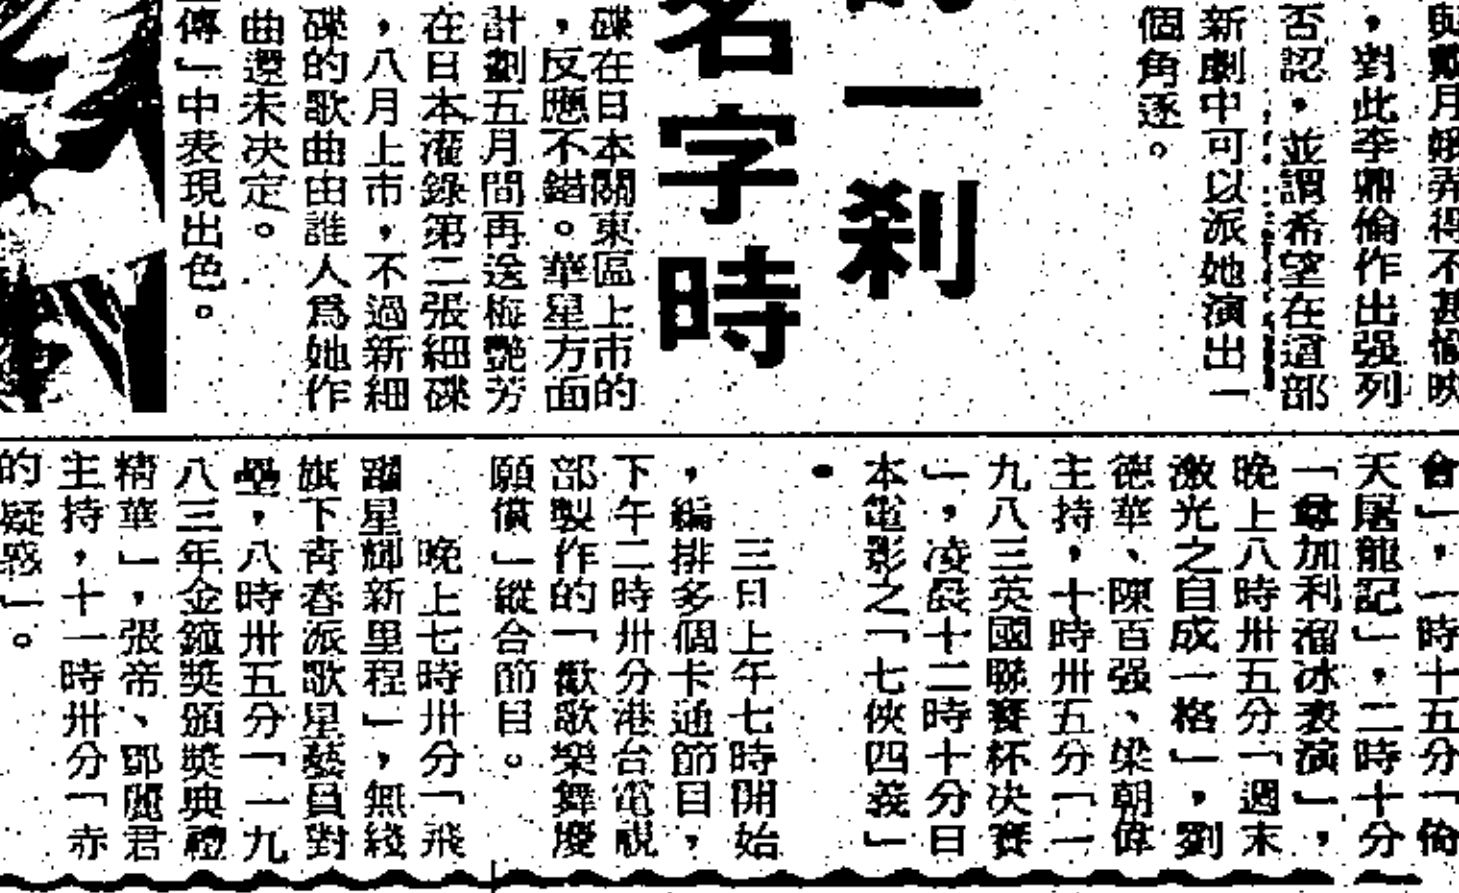 與戴月娥弄得不甚愉
，對此李鼎倫作出强列
否認，並謂希望在這部
新劇中可以派她演出一
個角逐。
一刹
名字時
碟在日本關東區上市的
，反應不錯。華星方面
計劃五月間再送梅艷芳
在日本灌錄第二張細碟
，八月上市，不過新細
碟的歌曲由誰人爲她作
曲還未决定。
傳」中表現出色。
會」，一時十五分「倚
天屠龍記」，二時十分
「尊加利溜冰表演」，
晚上八時卅五分「週末
激光之自成一格」，劉
德華、陳百强、梁朝偉
主持，十時卅五分「一
九八三英國聯賽杯决賽
」，凌晨十二時十分日
本電影之「七俠四義」
。
三日上午七時開始
，編排多個卡通節目，
下午二時卅分港台電視
部製作的「歡歌樂舞慶
願償」綜合節目。
晚上七時卅分「飛
躍星輝新里程」，無綫
旗下青春派歌星藝員對
壘，八時卅五分「一九
八三年金鐘獎頒獎典禮
精華」，張帝、鄧麗君
主持，十一時卅分「赤
的疑惑」。